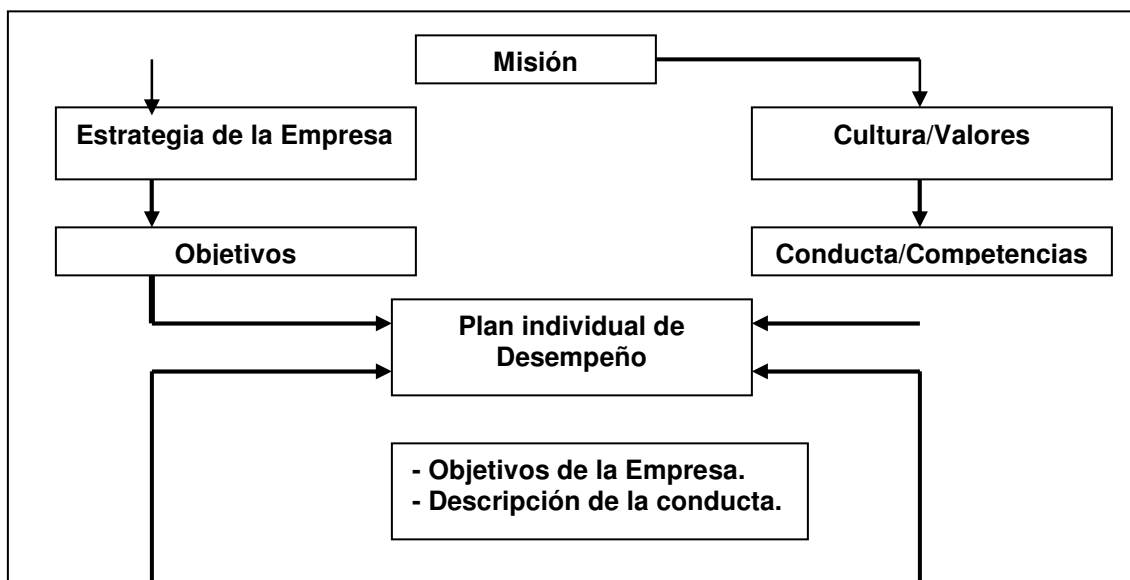 Misión
Estrategia de la Empresa
Cultura/Valores
Objetivos
Conducta/Competencias
Plan individual de
Desempeño
- Objetivos de la Empresa.
- Descripción de la conducta.